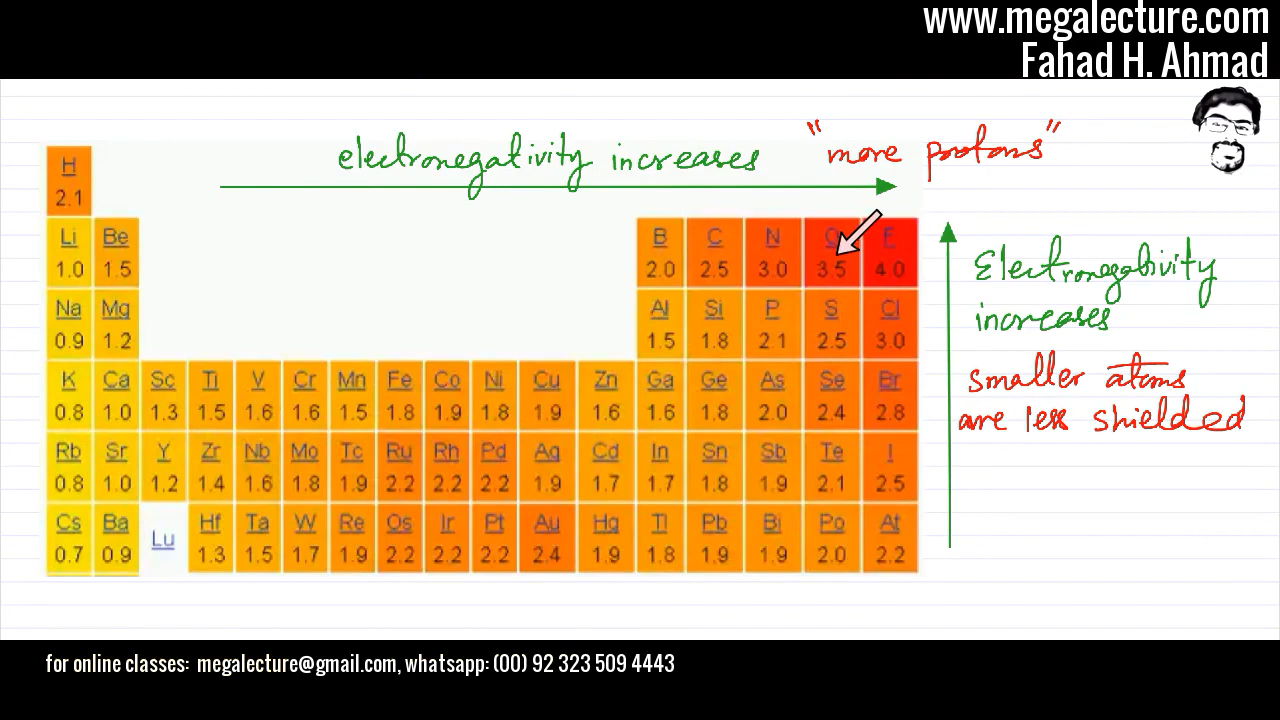 www.megalecture.com
Fahad H. Ahmad
electronegativity increases "more protons"
H
2.1
Li Be B C N O F
1.0 1.5 2.0 2.5 3.0 3.5 4.0
Na Mg Al Si P S Cl
0.9 1.2 1.5 1.8 2.1 2.5 3.0
K Ca Sc Ti V Cr Mn Fe Co Ni Cu Zn Ga Ge As Se Br
0.8 1.0 1.3 1.5 1.6 1.6 1.5 1.8 1.9 1.8 1.9 1.6 1.6 1.8 2.0 2.4 2.8
Rb Sr Y Zr Nb Mo Tc Ru Rh Pd Ag Cd In Sn Sb Te I
0.8 1.0 1.2 1.4 1.6 1.8 1.9 2.2 2.2 2.2 1.9 1.7 1.7 1.8 1.9 2.1 2.5
Cs Ba Lu Hf Ta W Re Os Ir Pt Au Hg Tl Pb Bi Po At
0.7 0.9 1.3 1.5 1.7 1.9 2.2 2.2 2.2 2.4 1.9 1.8 1.9 1.9 2.0 2.2
Electronegativity
increases
smaller atoms
are less shielded
for online classes: megalecture@gmail.com, whatsapp: (00) 92 323 509 4443